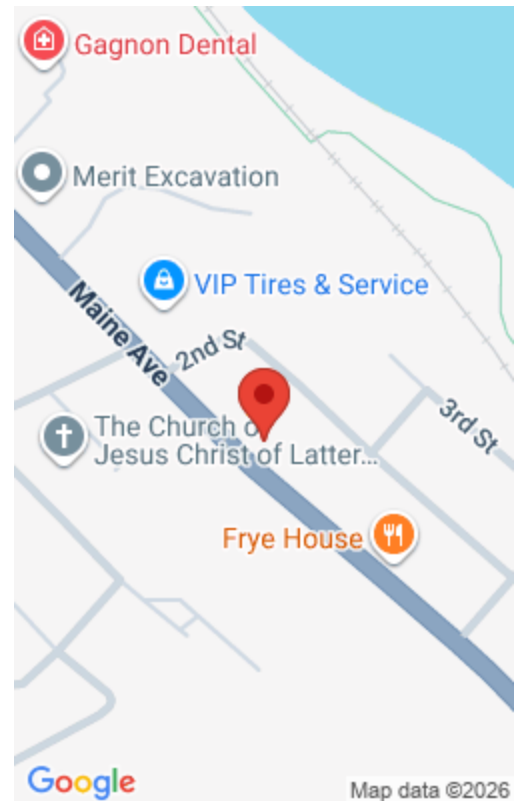 Gagnon Dental
Merit Excavation
VIP Tires & Service
Maine Ave
2nd St
3rd St
The Church of
Jesus Christ of Latter...
Frye House
Google
Map data ©2026